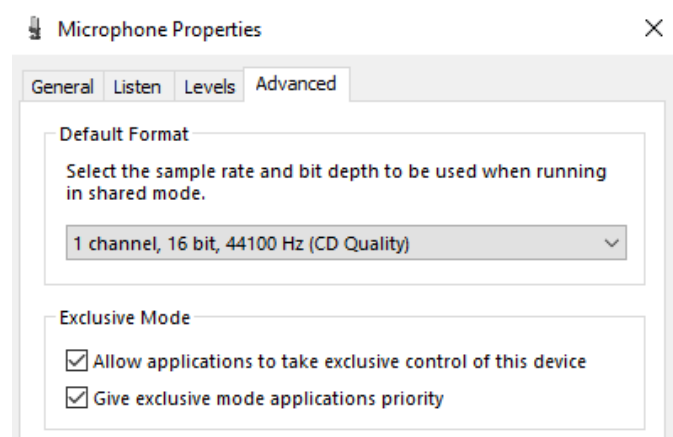 Microphone Properties
General Listen Levels Advanced
Default Format
Select the sample rate and bit depth to be used when running
in shared mode.
1 channel, 16 bit, 44100 Hz (CD Quality)
Exclusive Mode
Allow applications to take exclusive control of this device
Give exclusive mode applications priority